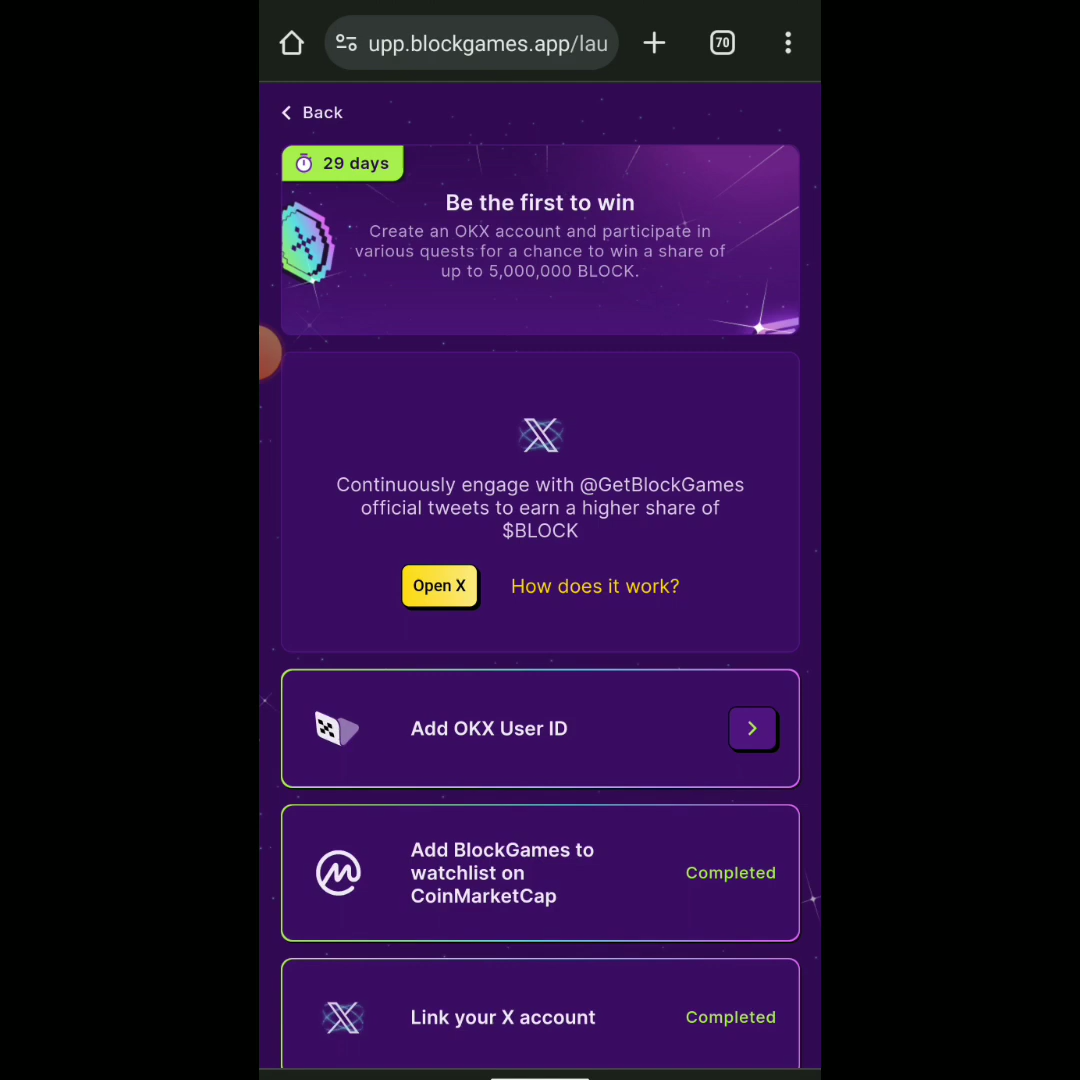 upp.blockgames.app/lau
70
Back
29 days
Be the first to win
Create an OKX account and participate in
various quests for a chance to win a share of
up to 5,000,000 BLOCK.
Continuously engage with @GetBlockGames
official tweets to earn a higher share of
$BLOCK
Open X
How does it work?
Add OKX User ID
Add BlockGames to
watchlist on
CoinMarketCap
Completed
Link your X account
Completed